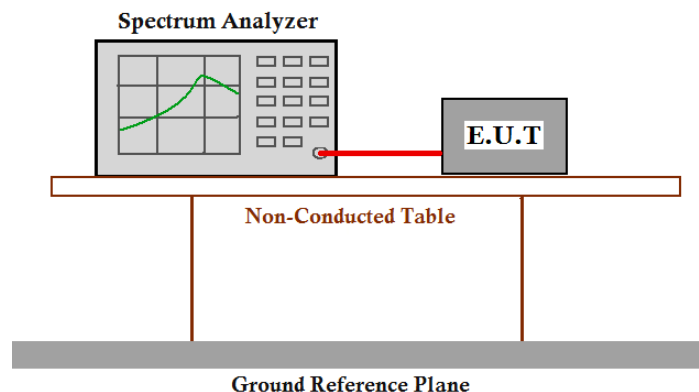 Spectrum Analyzer
E.U.T
Non-Conducted Table
Ground Reference Plane